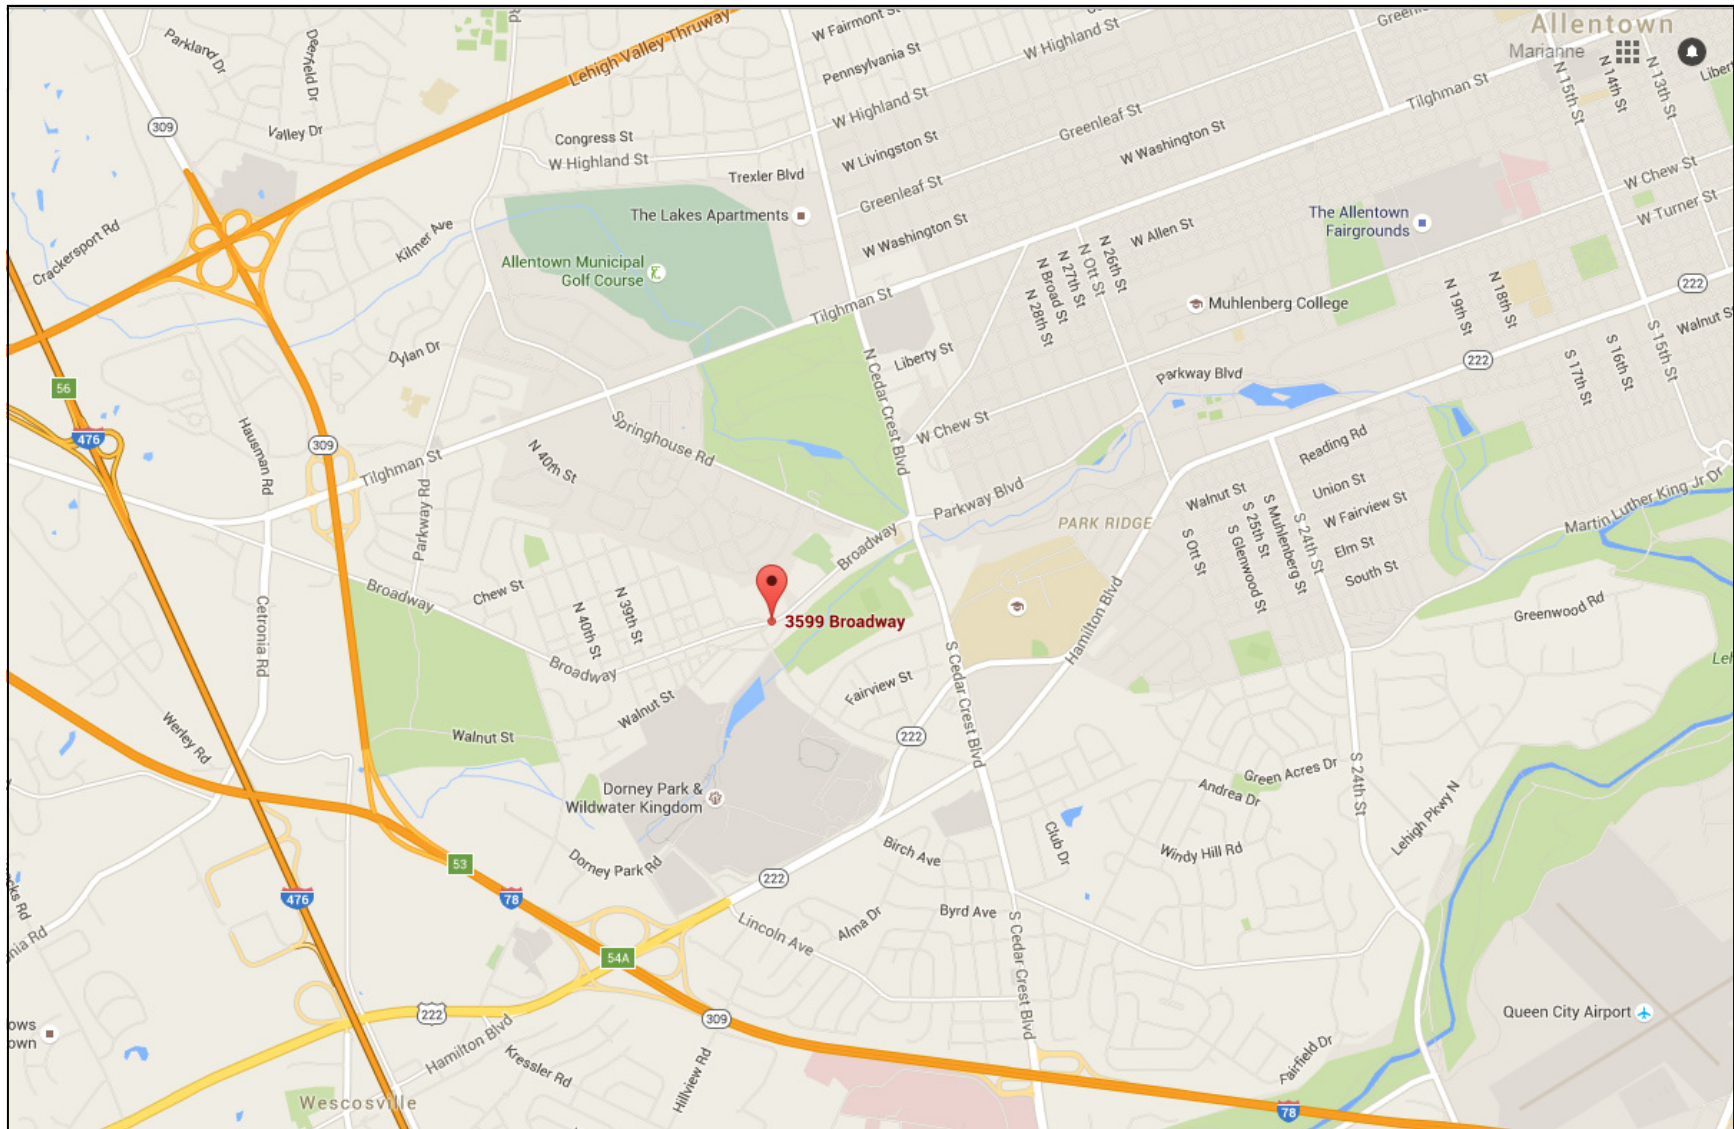 Allentown
Marianne
W Fairmont St
W Highland St
Lehigh Valley Thruway
Parkland Dr
Deerfield Dr
Rd
Pennsylvania St
N 15th St
N 14th St
N 13th St
Tilghman St
309
Valley Dr
Congress St
W Highland St
W Highland St
Greenleaf St
W Livingston St
W Washington St
Trexler Blvd
Greenleaf St
W Chew St
W Turner St
The Lakes Apartments
W Washington St
W Allen St
The Allentown
Fairgrounds
Crackersport Rd
Kilmer Ave
Allentown Municipal
Golf Course
N 26th St
N Ott St
N 27th St
N Broad St
N 28th St
Tilghman St
Muhlenberg College
N 19th St
N 18th St
222
Walnut St
S 15th St
S 16th St
S 17th St
Dylan Dr
Liberty St
N Cedar Crest Blvd
222
Parkway Blvd
56
476
309
Hausman Rd
Springhouse Rd
N 40th St
W Chew St
Reading Rd
Tilghman St
Parkway Rd
Parkway Blvd
PARK RIDGE
Walnut St
Union St
W Fairview St
Elm St
South St
S Ott St
S 25th St
S Glenwood St
S Muhlenberg St
S 24th St
Martin Luther King Jr Dr
Broadway
Broadway
Chew St
N 39th St
N 40th St
3599 Broadway
Hamilton Blvd
Greenwood Rd
Cetronia Rd
Broadway
Fairview St
S Cedar Crest Blvd
Walnut St
Walnut St
222
Werley Rd
Dorney Park &
Wildwater Kingdom
Green Acres Dr
Andrea Dr
S 24th St
Lehigh Pkwy N
Club Dr
Birch Ave
Windy Hill Rd
53
Dorney Park Rd
222
476
78
Lincoln Ave
Alma Dr
Byrd Ave
S Cedar Crest Blvd
54A
222
309
Queen City Airport
Hamilton Blvd
Kressler Rd
Hillview Rd
Fairfield Dr
Wescosville
78